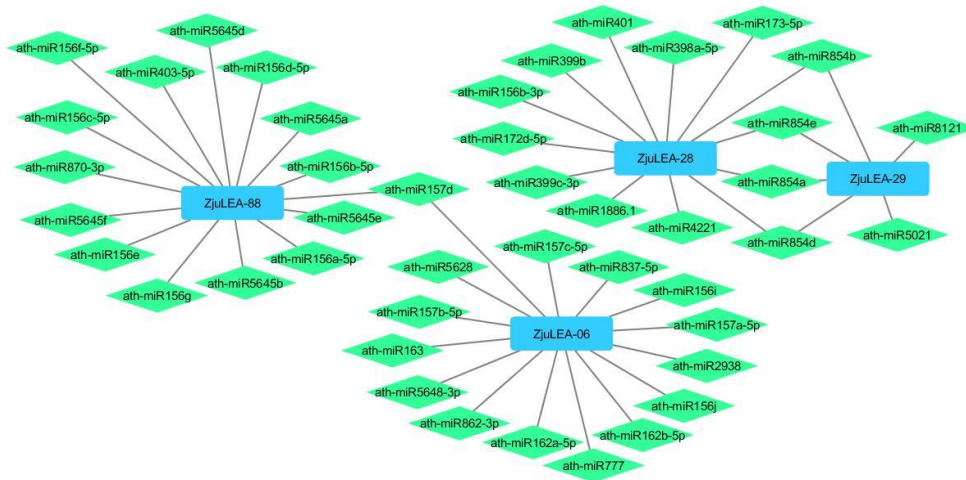 ath-miR5645d
ath-miR156f-5p
ath-miR403-5p
ath-miR156d-5p
ath-miR156c-5p
ath-miR5645a
ath-miR870-3p
ath-miR156b-5p
ath-miR157d
ZjuLEA-88
ath-miR5645f
ath-miR5645e
ath-miR156e
ath-miR156a-5p
ath-miR156g
ath-miR5645b
ath-miR401
ath-miR173-5p
ath-miR399b
ath-miR398a-5p
ath-miR854b
ath-miR156b-3p
ath-miR854e
ath-miR8121
ath-miR172d-5p
ZjuLEA-28
ath-miR399c-3p
ath-miR854a
ZjuLEA-29
ath-miR1886.1
ath-miR4221
ath-miR854d
ath-miR5021
ath-miR157c-5p
ath-miR5628
ath-miR837-5p
ath-miR156i
ath-miR157b-5p
ath-miR157a-5p
ZjuLEA-06
ath-miR163
ath-miR2938
ath-miR5648-3p
ath-miR156j
ath-miR862-3p
ath-miR162a-5p
ath-miR162b-5p
ath-miR777